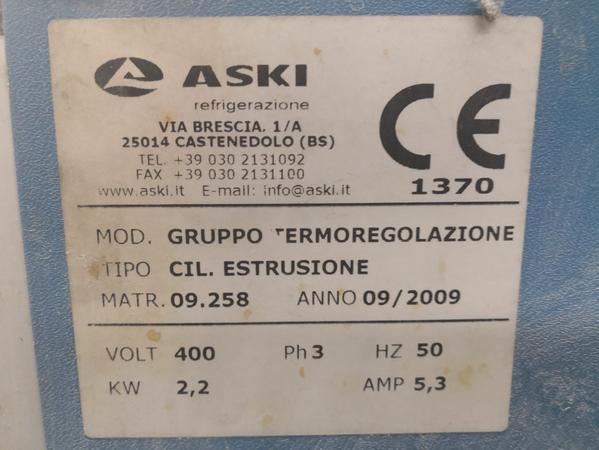 ASKI
refrigerazione
VIA BRESCIA. 1/A
25014 CASTENEDOLO (BS)
TEL. +39 030 2131092
FAX +39 030 2131100
www.aski.it E-mail: info@aski.it
CE
1370
MOD. GRUPPO TERMOREGOLAZIONE
TIPO CIL. ESTRUSIONE
MATR. 09.258 ANNO 09/2009
VOLT 400 Ph 3 HZ 50
KW 2,2 AMP 5,3